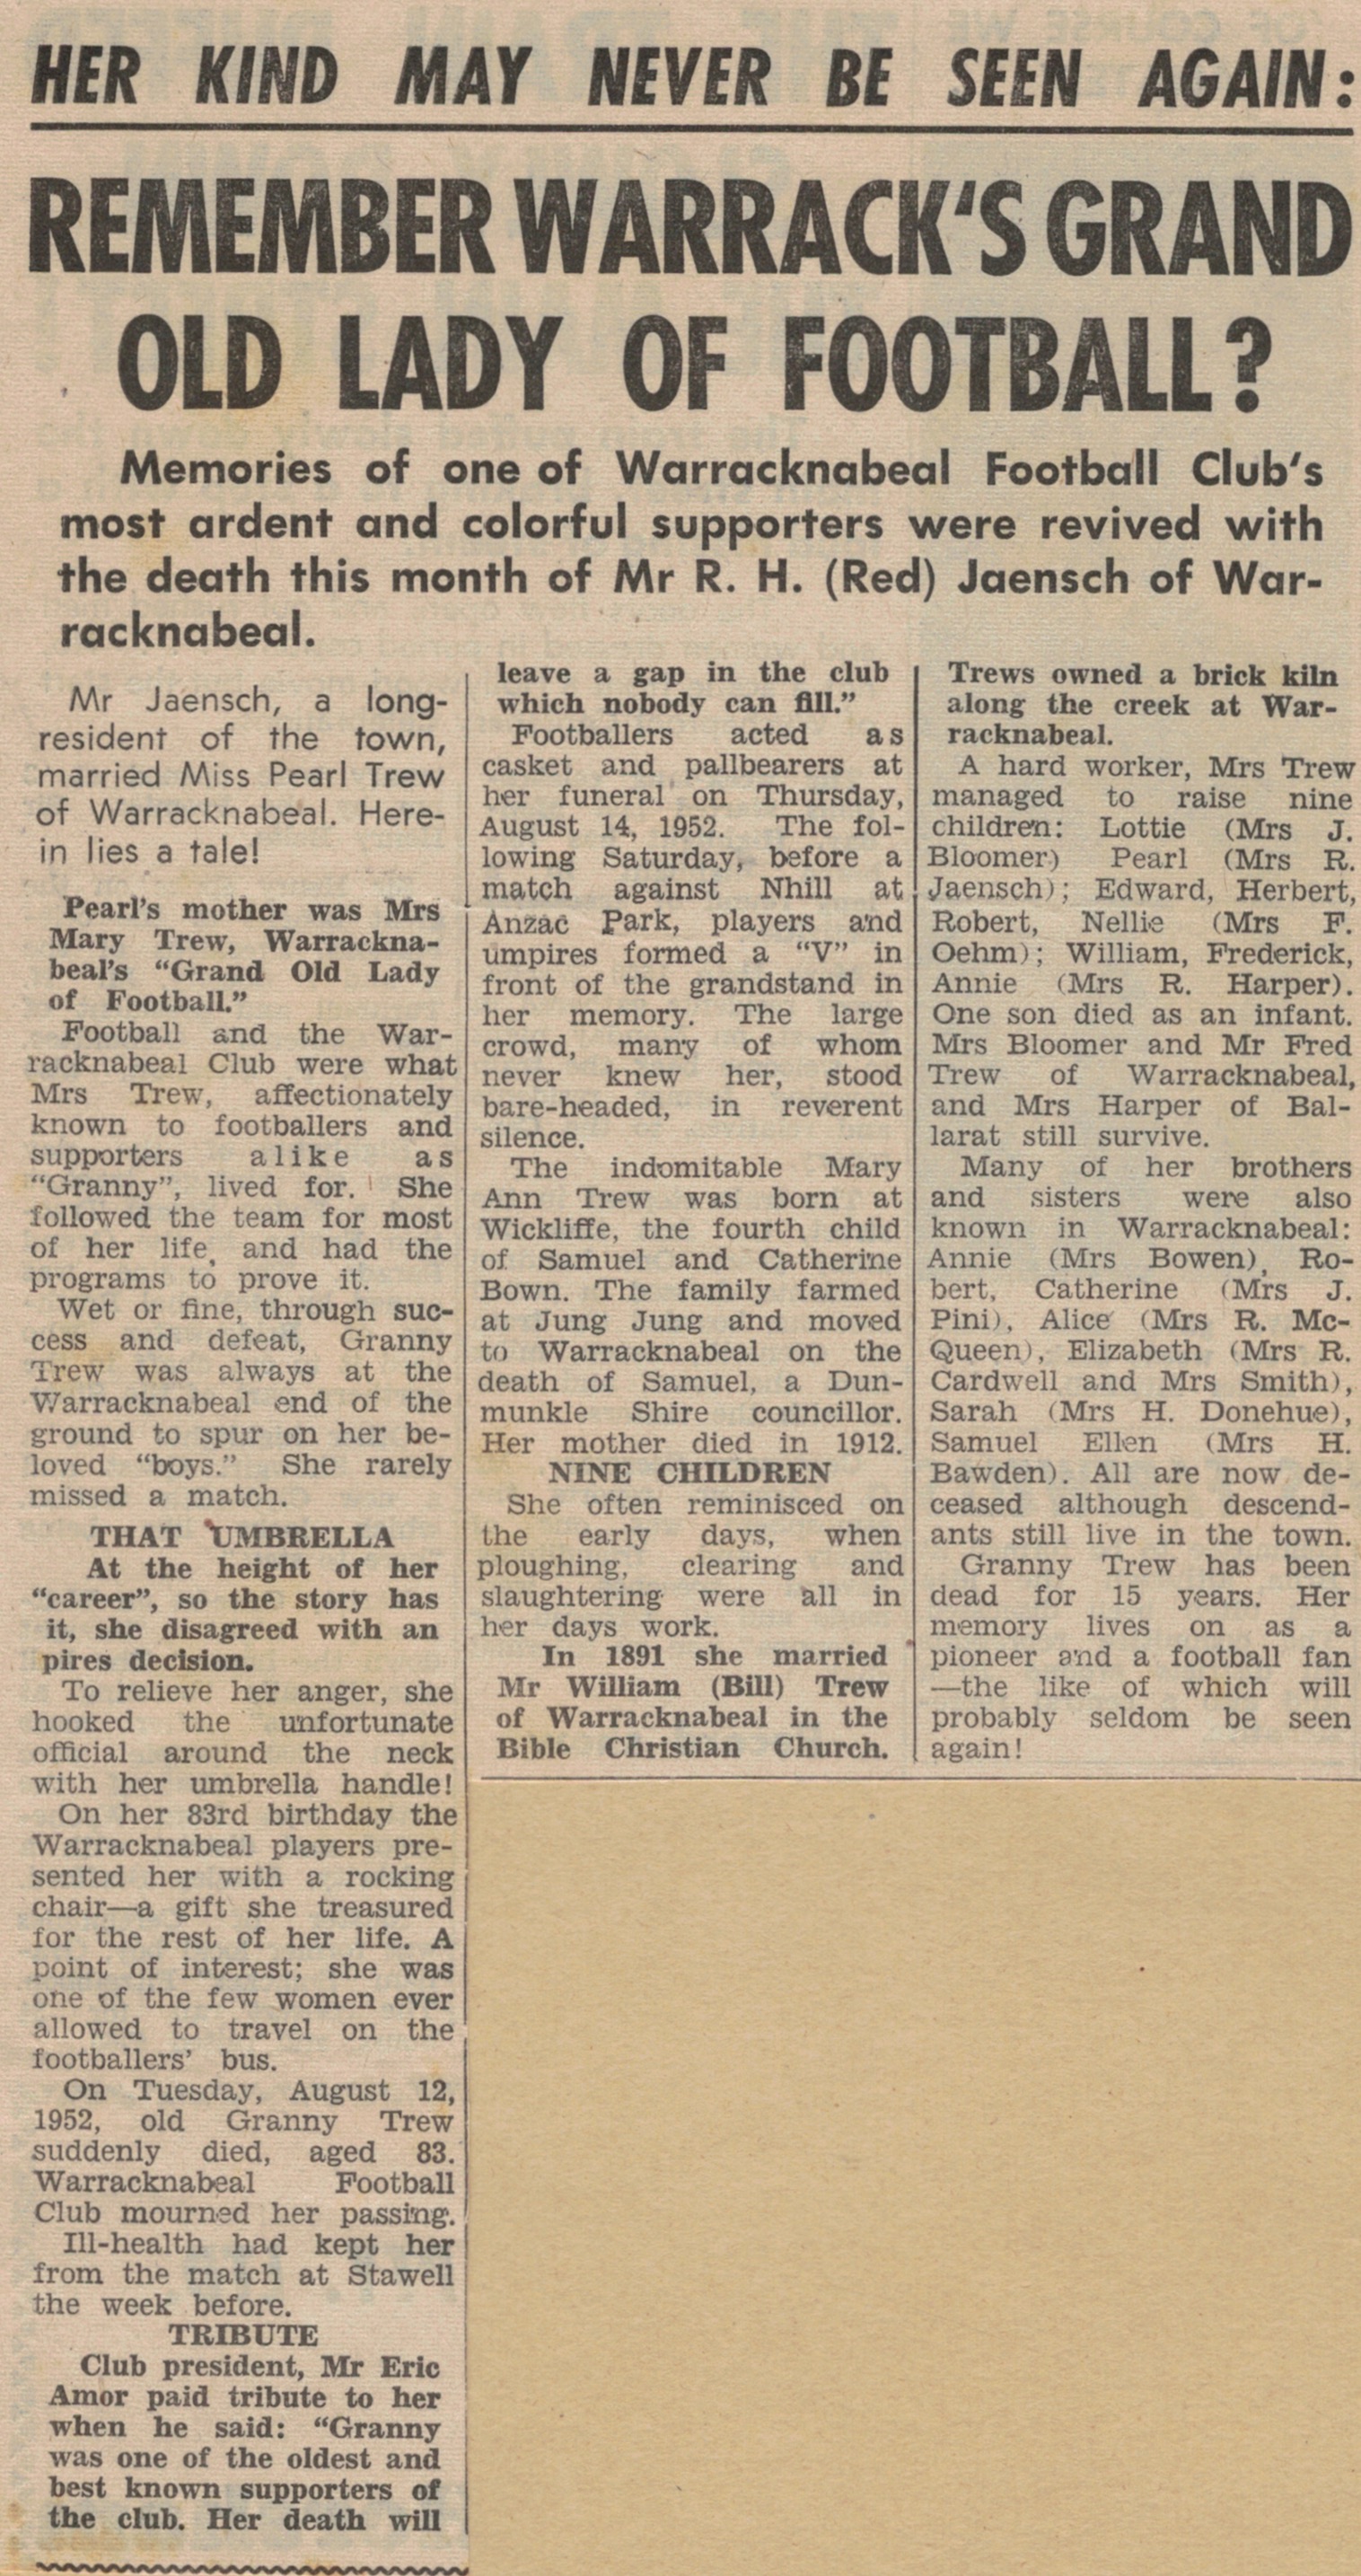 HER KIND MAY NEVER BE SEEN AGAIN:
REMEMBER WARRACK'S GRAND
OLD LADY OF FOOTBALL?
Memories of one of Warracknabeal Football Club's
most ardent and colorful supporters were revived with
the death this month of Mr R. H. (Red) Jaensch of War-
racknabeal.
Mr Jaensch, a long-
resident of the town,
married Miss Pearl Trew
of Warracknabeal. Here-
in lies a tale!
Pearl's mother was Mrs
Mary Trew, Warrackna-
beal's "Grand Old Lady
of Football."
Football and the War-
racknabeal Club were what
Mrs Trew, affectionately
known to footballers and
supporters alike as
"Granny", lived for. She
followed the team for most
of her life, and had the
programs to prove it.
Wet or fine, through suc-
cess and defeat, Granny
Trew was always at the
Warracknabeal end of the
ground to spur on her be-
loved "boys." She rarely
missed a match.
THAT UMBRELLA
At the height of her
"career", so the story has
it, she disagreed with an
pires decision.
To relieve her anger, she
hooked the unfortunate
official around the neck
with her umbrella handle!
On her 83rd birthday the
Warracknabeal players pre-
sented her with a rocking
chair—a gift she treasured
for the rest of her life. A
point of interest; she was
one of the few women ever
allowed to travel on the
footballers' bus.
On Tuesday, August 12,
1952, old Granny Trew
suddenly died, aged 83.
Warracknabeal Football
Club mourned her passing.
Ill-health had kept her
from the match at Stawell
the week before.
TRIBUTE
Club president, Mr Eric
Amor paid tribute to her
when he said: "Granny
was one of the oldest and
best known supporters of
the club. Her death will
leave a gap in the club
which nobody can fill."
Footballers acted as
casket and pallbearers at
her funeral on Thursday,
August 14, 1952. The fol-
lowing Saturday, before a
match against Nhill at
Anzac Park, players and
umpires formed a "V" in
front of the grandstand in
her memory. The large
crowd, many of whom
never knew her, stood
bare-headed, in reverent
silence.
The indomitable Mary
Ann Trew was born at
Wickliffe, the fourth child
of Samuel and Catherine
Bown. The family farmed
at Jung Jung and moved
to Warracknabeal on the
death of Samuel, a Dun-
munkle Shire councillor.
Her mother died in 1912.
NINE CHILDREN
She often reminisced on
the early days, when
ploughing, clearing and
slaughtering were all in
her days work.
In 1891 she married
Mr William (Bill) Trew
of Warracknabeal in the
Bible Christian Church.
Trews owned a brick kiln
along the creek at War-
racknabeal.
A hard worker, Mrs Trew
managed to raise nine
children: Lottie (Mrs J.
Bloomer) Pearl (Mrs R.
Jaensch); Edward, Herbert,
Robert, Nellie (Mrs F.
Oehm); William, Frederick,
Annie (Mrs R. Harper).
One son died as an infant.
Mrs Bloomer and Mr Fred
Trew of Warracknabeal,
and Mrs Harper of Bal-
larat still survive.
Many of her brothers
and sisters were also
known in Warracknabeal:
Annie (Mrs Bowen), Ro-
bert, Catherine (Mrs J.
Pini), Alice (Mrs R. Mc-
Queen), Elizabeth (Mrs R.
Cardwell and Mrs Smith),
Sarah (Mrs H. Donehue),
Samuel Ellen (Mrs H.
Bawden). All are now de-
ceased although descend-
ants still live in the town.
Granny Trew has been
dead for 15 years. Her
memory lives on as a
pioneer and a football fan
—the like of which will
probably seldom be seen
again!